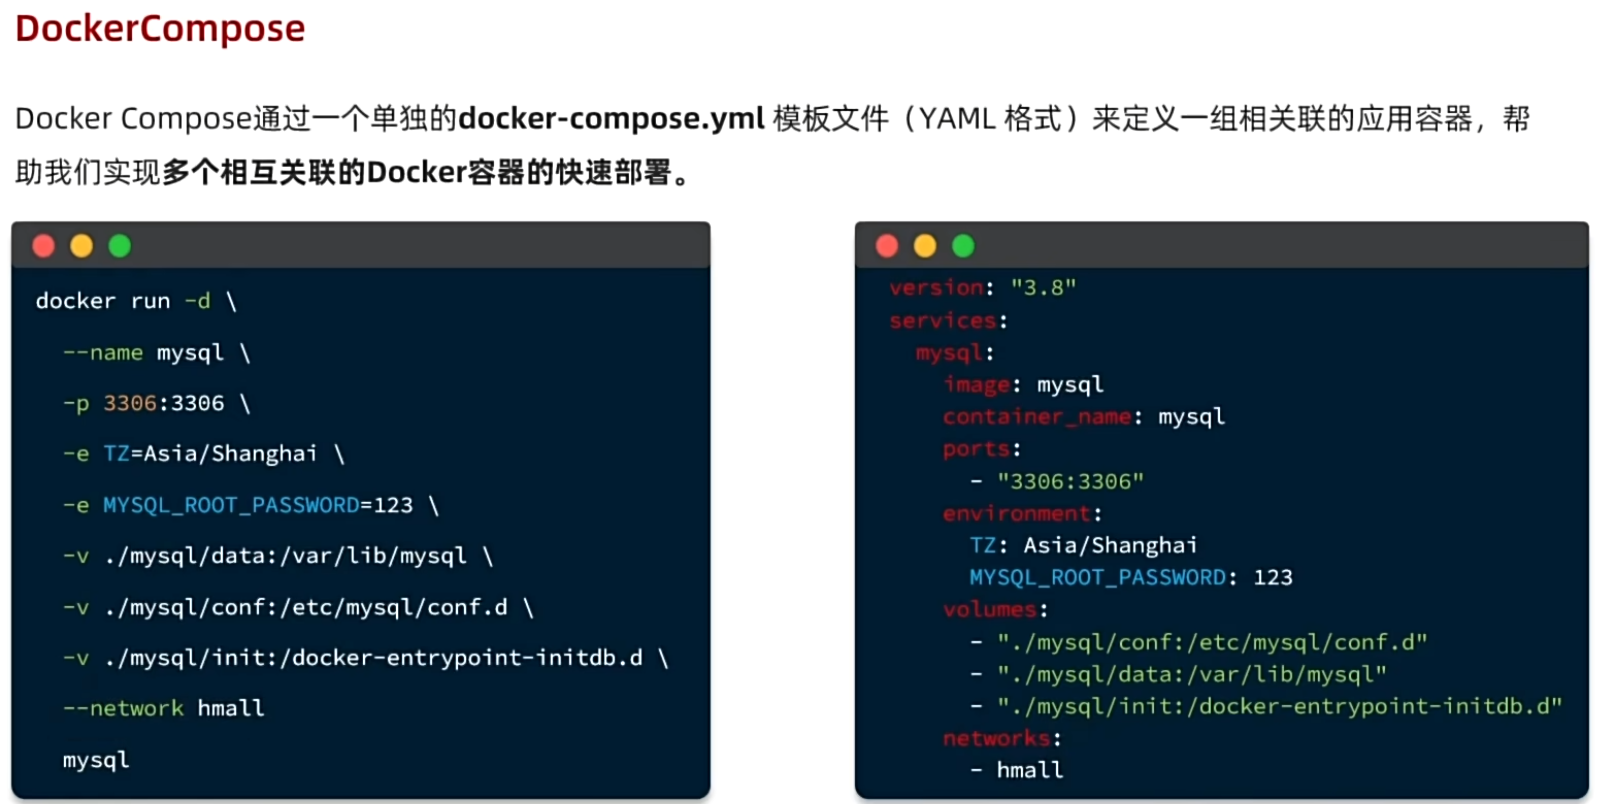 DockerCompose
Docker Compose通过一个单独的docker-compose.yml 模板文件（YAML 格式）来定义一组相关联的应用容器，帮
助我们实现多个相互关联的Docker容器的快速部署。
docker run -d \
  --name mysql \
  -p 3306:3306 \
  -e TZ=Asia/Shanghai \
  -e MYSQL_ROOT_PASSWORD=123 \
  -v ./mysql/data:/var/lib/mysql \
  -v ./mysql/conf:/etc/mysql/conf.d \
  -v ./mysql/init:/docker-entrypoint-initdb.d \
  --network hmall
  mysql
version: "3.8"
services:
  mysql:
    image: mysql
    container_name: mysql
    ports:
      - "3306:3306"
    environment:
      TZ: Asia/Shanghai
      MYSQL_ROOT_PASSWORD: 123
    volumes:
      - "./mysql/conf:/etc/mysql/conf.d"
      - "./mysql/data:/var/lib/mysql"
      - "./mysql/init:/docker-entrypoint-initdb.d"
    networks:
      - hmall